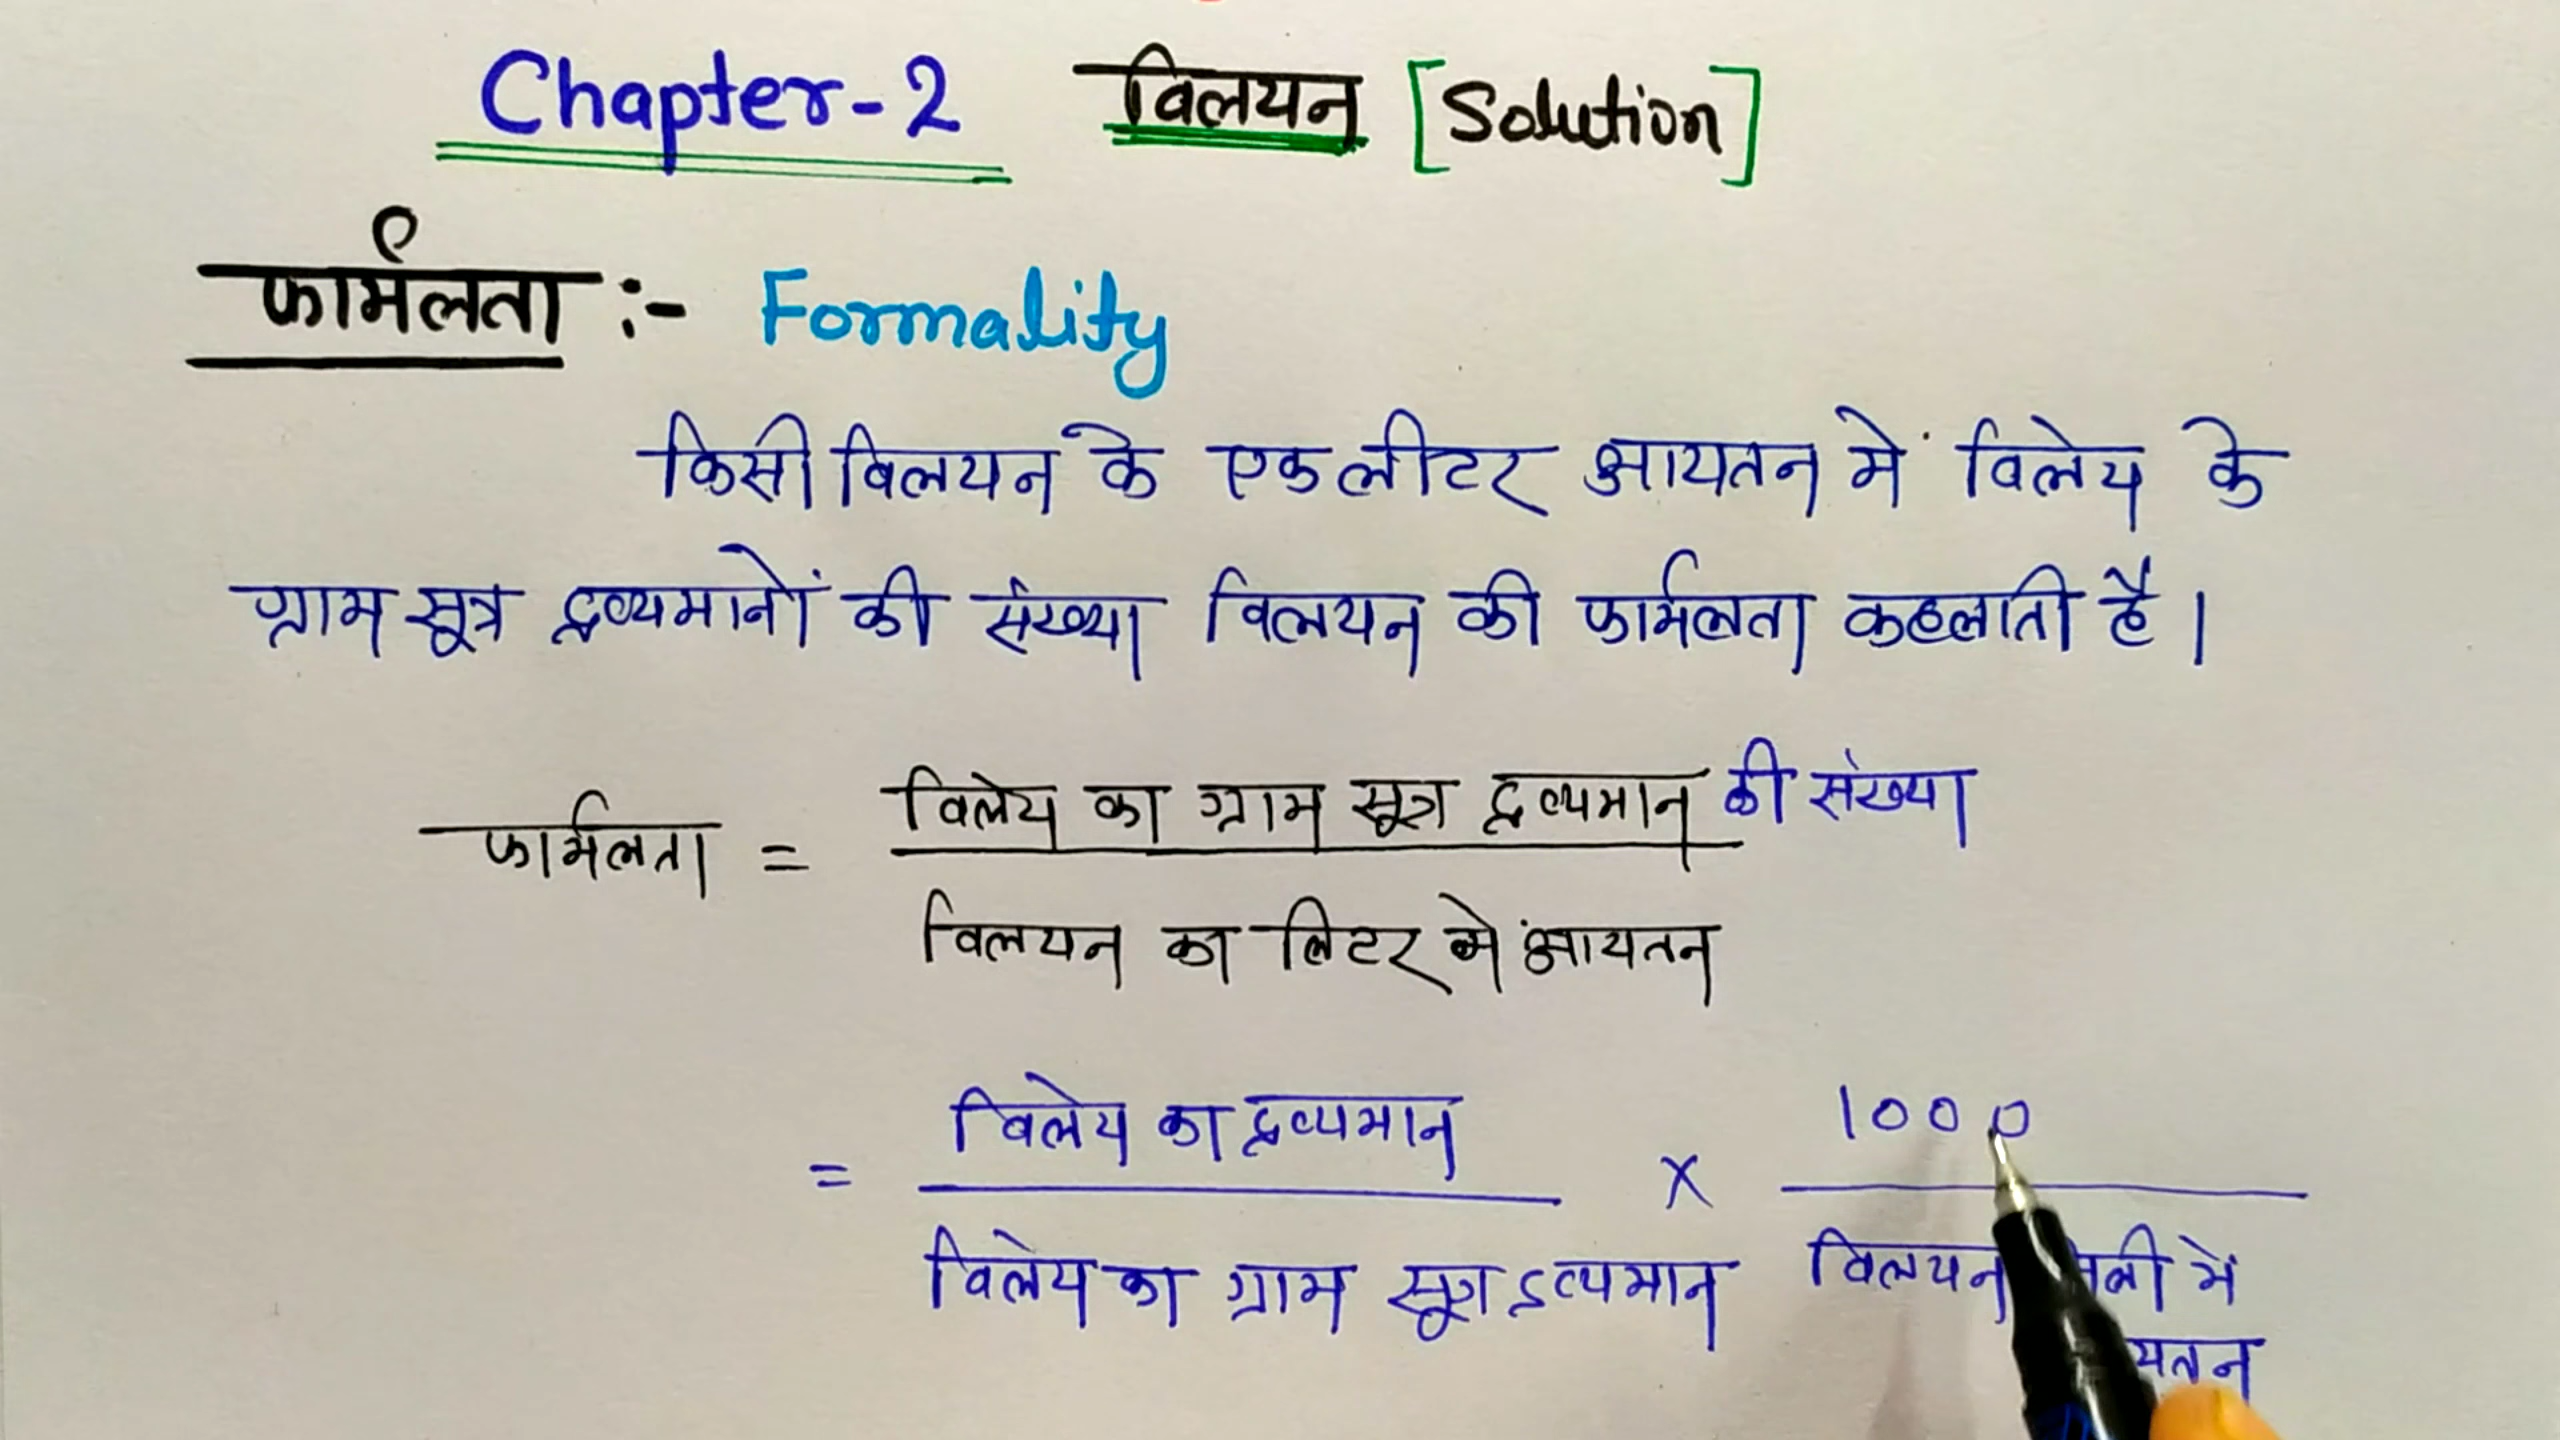 Chapter-2 विलयन [Solution]
फार्मलता :- Formality
किसी विलयन के एक लीटर आयतन में विलेय के
ग्राम सूत्र द्रव्यमानों की संख्या विलयन की फार्मलता कहलाती है।
फार्मलता = विलेय का ग्राम सूत्र द्रव्यमान की संख्या
विलयन का लिटर में आयतन
= विलेय का द्रव्यमान × 1000
विलेय का ग्राम सूत्र द्रव्यमान विलयन में